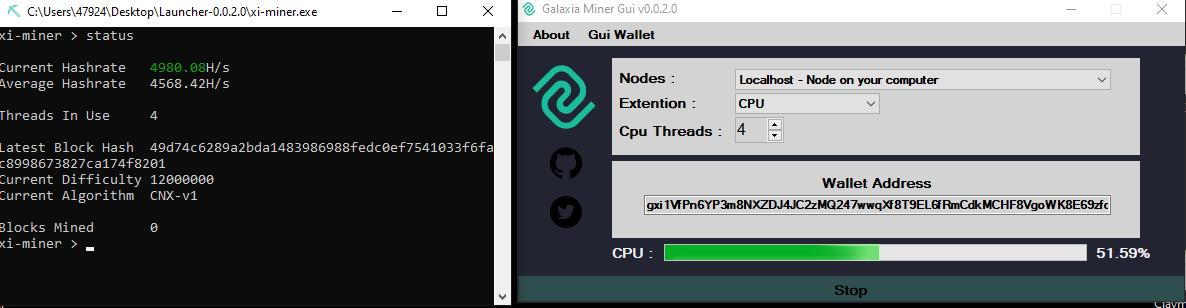 C:\Users\47924\Desktop\Launcher-0.0.2.0\xi-miner.exe
xi-miner > status
Current Hashrate 4980.08H/s
Average Hashrate 4568.42H/s
Threads In Use 4
Latest Block Hash 49d74c6289a2bda1483986988fedc0ef7541033f6fa
c8998673827ca174f8201
Current Difficulty 12000000
Current Algorithm CNX-v1
Blocks Mined 0
xi-miner >
Galaxia Miner Gui v0.0.2.0
About Gui Wallet
Nodes : Localhost - Node on your computer
Extention : CPU
Cpu Threads : 4
Wallet Address
gxi1VfPn6YP3m8NXZDJ4JC2zMQ247wwqXf8T9EL6fRmCdkMCHF8VgoWK8E69zfc
CPU : 51.59%
Stop